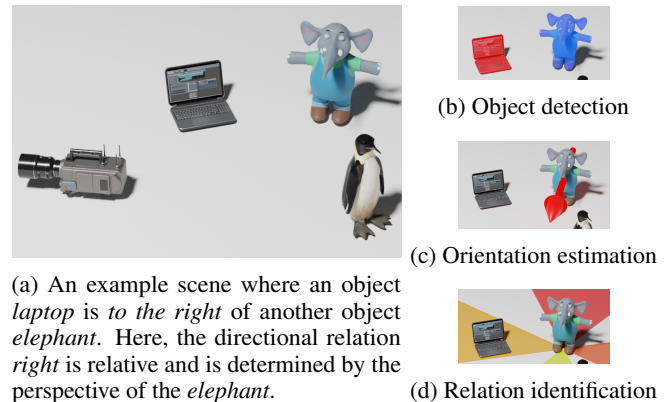 (a) An example scene where an object
laptop is to the right of another object
elephant. Here, the directional relation
right is relative and is determined by the
perspective of the elephant.
(b) Object detection
(c) Orientation estimation
(d) Relation identification